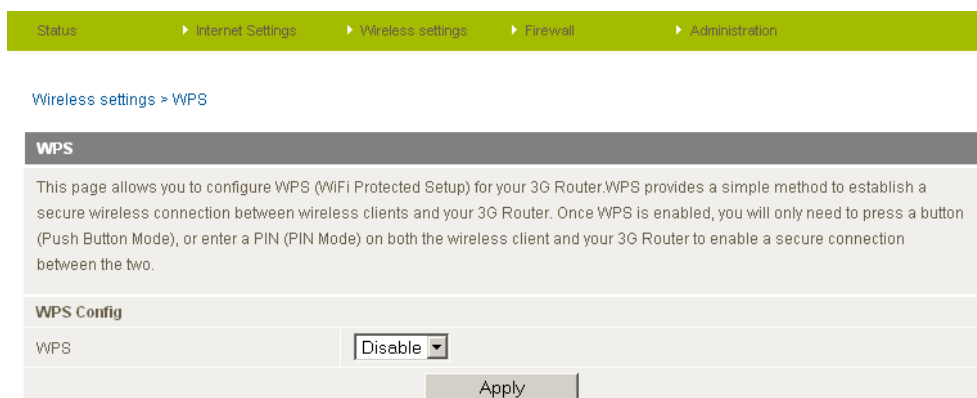 Status Internet Settings Wireless settings Firewall Administration
Wireless settings > WPS
WPS
This page allows you to configure WPS (WiFi Protected Setup) for your 3G Router.WPS provides a simple method to establish a
secure wireless connection between wireless clients and your 3G Router. Once WPS is enabled, you will only need to press a button
(Push Button Mode), or enter a PIN (PIN Mode) on both the wireless client and your 3G Router to enable a secure connection
between the two.
WPS Config
WPS Disable
Apply